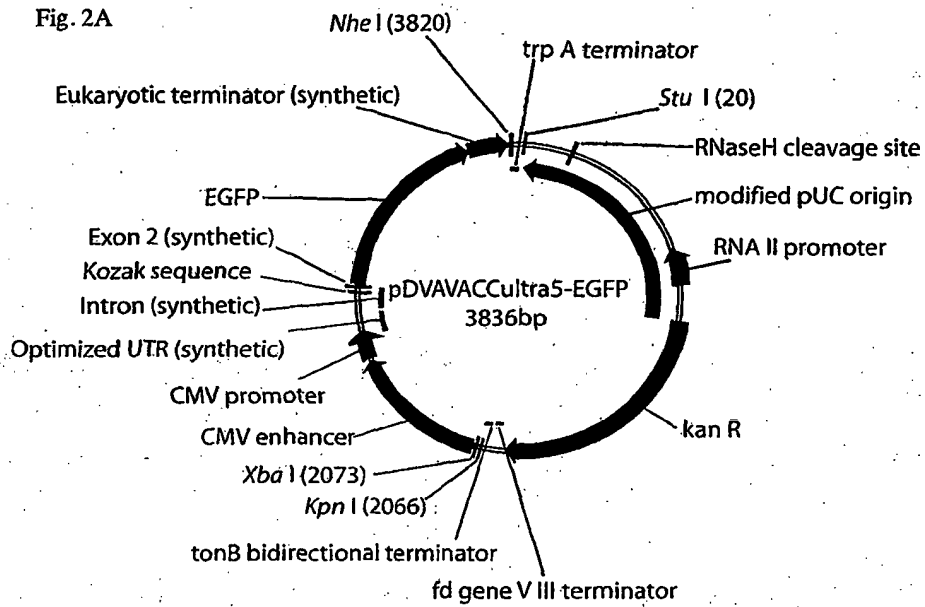 Fig. 2A
Nhe I (3820)
trp A terminator
Eukaryotic terminator (synthetic)
Stu I (20)
RNaseH cleavage site
EGFP
modified pUC origin
Exon 2 (synthetic)
RNA II promoter
Kozak sequence
pDVAVACCultra5-EGFP
Intron (synthetic)
3836bp
Optimized UTR (synthetic)
CMV promoter
CMV enhancer
kan R
Xba I (2073)
Kpn I (2066)
tonB bidirectional terminator
fd gene V III terminator